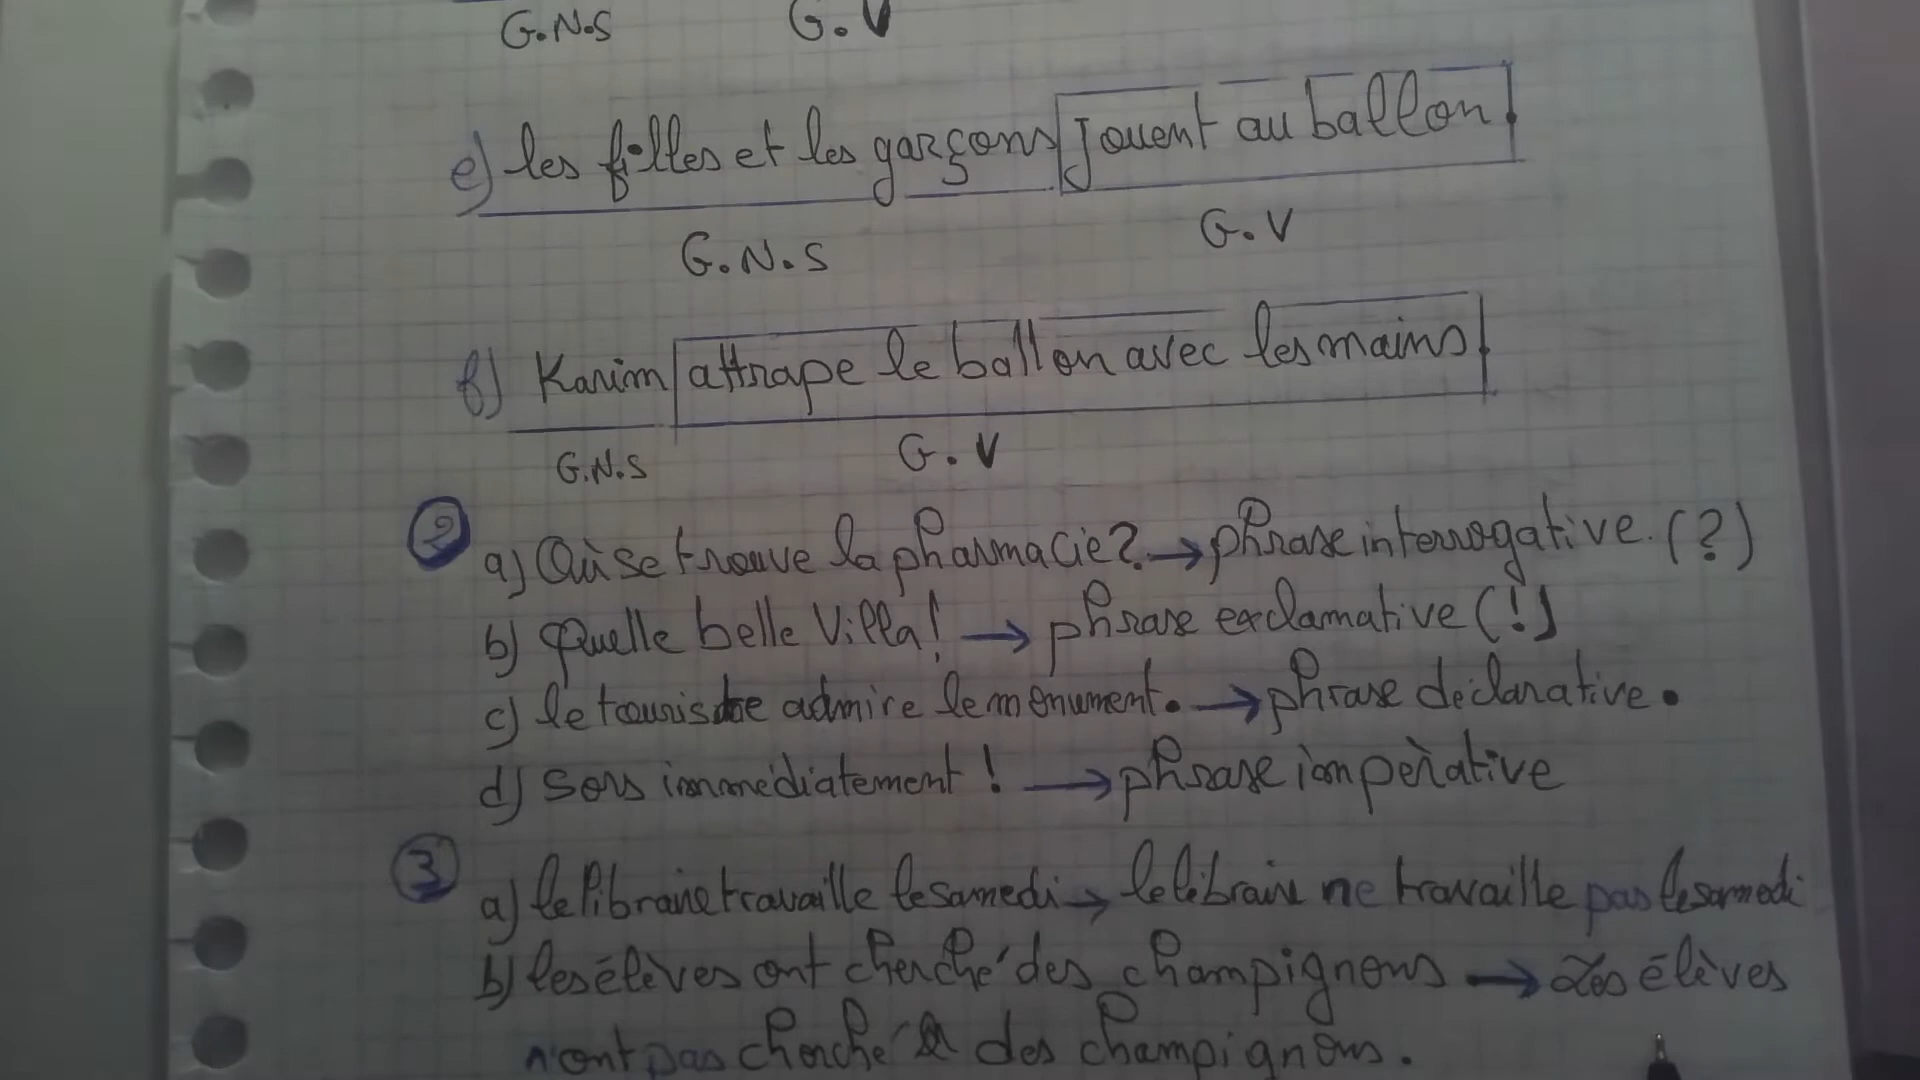 G.N.S G.V
e) les filles et les garçons jouent au ballon.
G.N.S G.V
f) Karim attrape le ballon avec les mains.
G.N.S G.V
2
a) Où se trouve la pharmacie? → phrase interrogative. (?)
b) Quelle belle villa! → phrase exclamative (!)
c) le touriste admire le monument. → phrase déclarative.
d) Sors immédiatement! → phrase impèrative
3
a) le libraire travaille le samedi → le libraire ne travaille pas le samedi
b) les élèves ont cherché des champignons → Les élèves
n'ont pas cherché des champignons.